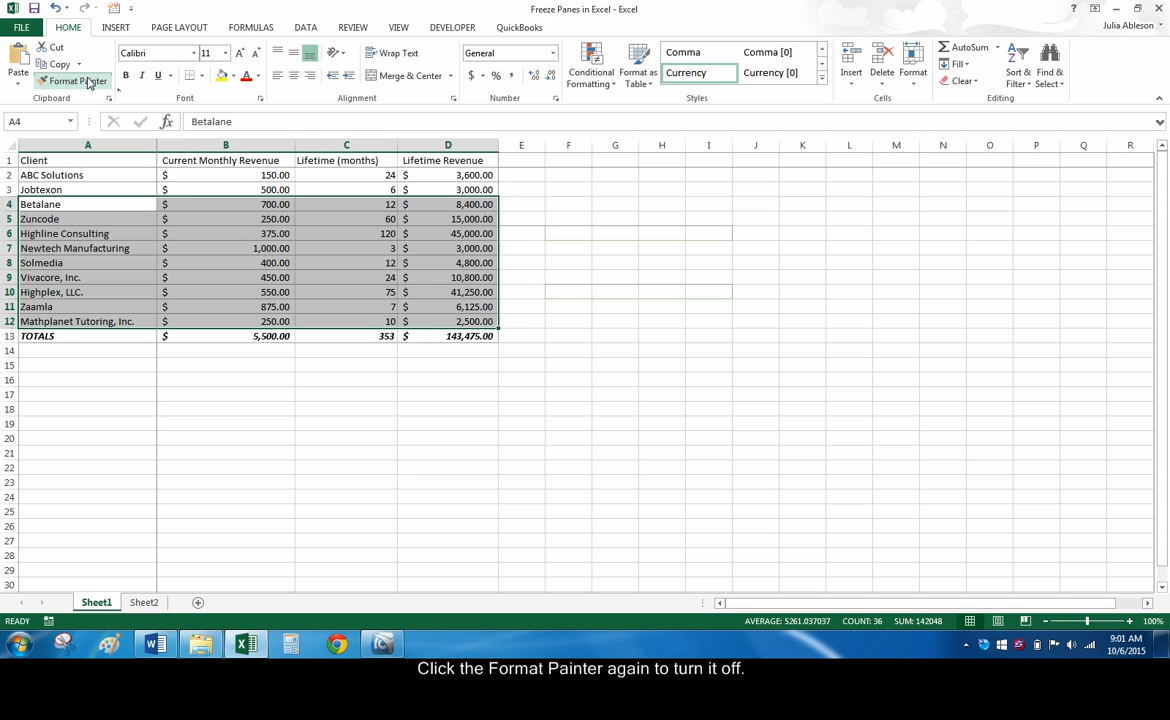 Freeze Panes in Excel - Excel
FILE HOME INSERT PAGE LAYOUT FORMULAS DATA REVIEW VIEW DEVELOPER QuickBooks Julia Ableson
Paste Cut Copy Format Painter Clipboard
Calibri 11 B I U A A A Font
Wrap Text Merge & Center Alignment
General $ % , Number
Conditional Formatting Format as Table Comma Comma [0] Currency Currency [0] Styles
Insert Delete Format Cells
AutoSum Fill Clear Sort & Filter Find & Select Editing
A4 fx Betalane
A B C D E F G H I J K L M N O P Q R
1 Client Current Monthly Revenue Lifetime (months) Lifetime Revenue
2 ABC Solutions $ 150.00 24 $ 3,600.00
3 Jobtexon $ 500.00 6 $ 3,000.00
4 Betalane $ 700.00 12 $ 8,400.00
5 Zuncode $ 250.00 60 $ 15,000.00
6 Highline Consulting $ 375.00 120 $ 45,000.00
7 Newtech Manufacturing $ 1,000.00 3 $ 3,000.00
8 Solmedia $ 400.00 12 $ 4,800.00
9 Vivacore, Inc. $ 450.00 24 $ 10,800.00
10 Highplex, LLC. $ 550.00 75 $ 41,250.00
11 Zaamla $ 875.00 7 $ 6,125.00
12 Mathplanet Tutoring, Inc. $ 250.00 10 $ 2,500.00
13 TOTALS $ 5,500.00 353 $ 143,475.00
14
15
16
17
18
19
20
21
22
23
24
25
26
27
28
29
30
Sheet1 Sheet2
READY AVERAGE: 5261.037037 COUNT: 36 SUM: 142048 100%
9:01 AM
10/6/2015
Click the Format Painter again to turn it off.